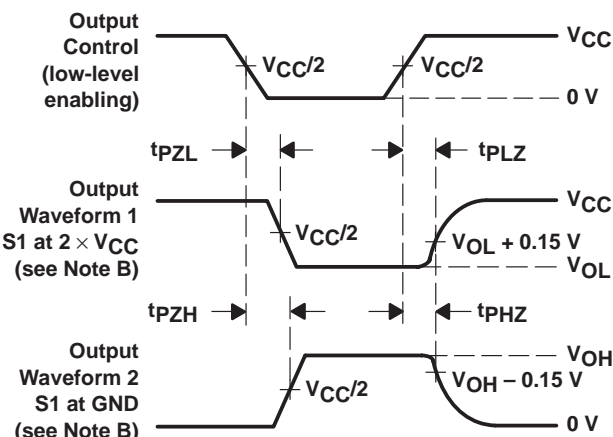 Output
Control
(low-level
enabling)
VCC/2
VCC/2
VCC
0 V
tPZL
tPLZ
Output
Waveform 1
S1 at 2 × VCC
(see Note B)
VCC/2
VCC
VOL + 0.15 V
VOL
tPZH
tPHZ
Output
Waveform 2
S1 at GND
(see Note B)
VCC/2
VOH
VOH − 0.15 V
0 V